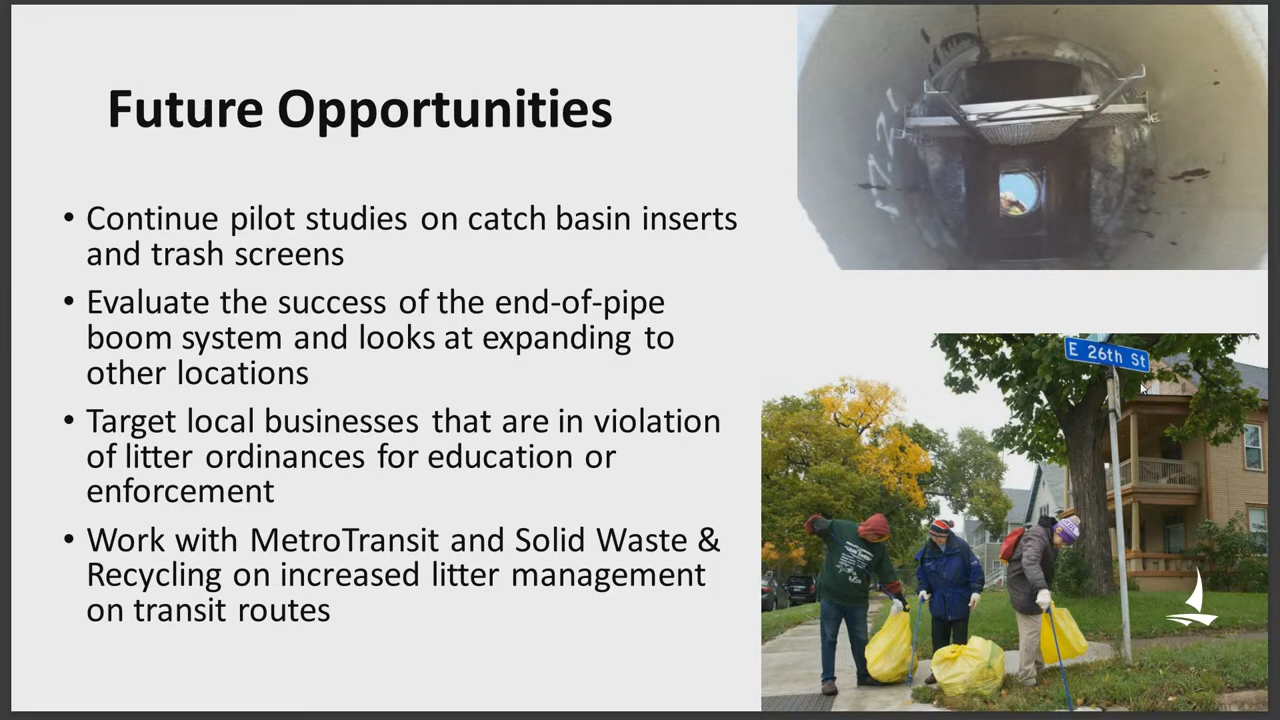 Future Opportunities
• Continue pilot studies on catch basin inserts
and trash screens
• Evaluate the success of the end-of-pipe
boom system and looks at expanding to
other locations
• Target local businesses that are in violation
of litter ordinances for education or
enforcement
• Work with MetroTransit and Solid Waste &
Recycling on increased litter management
on transit routes
E 26th St